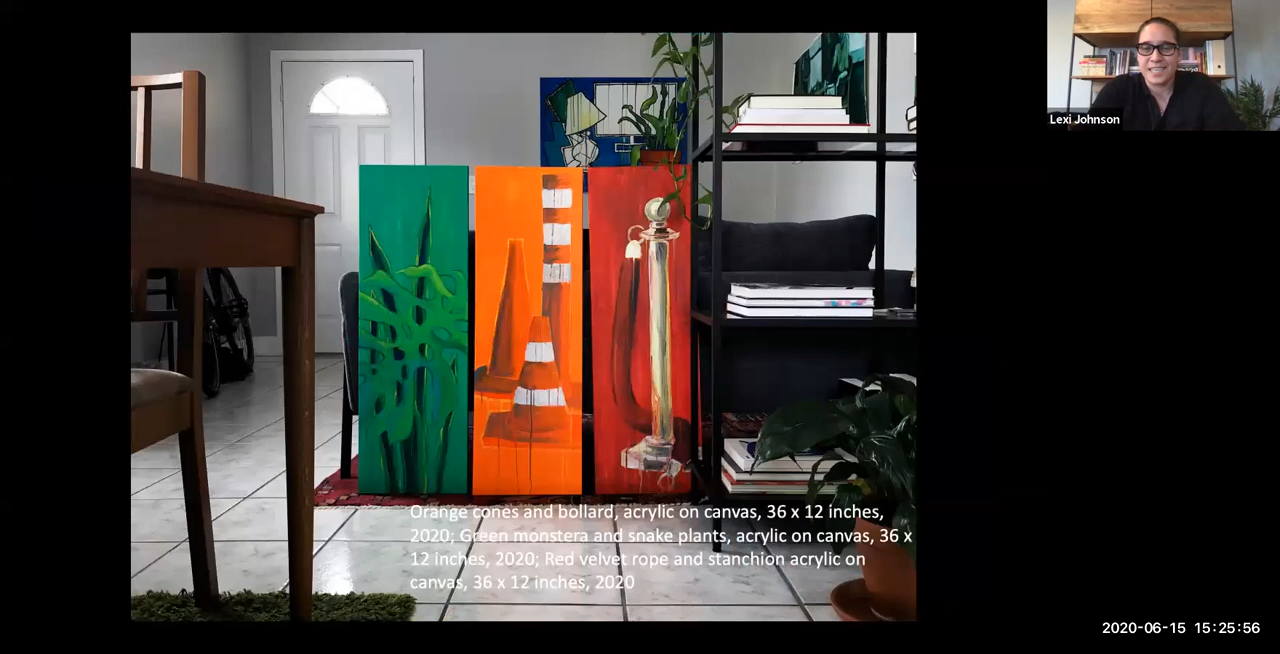 Lexi Johnson
Orange cones and bollard, acrylic on canvas, 36 x 12 inches,
2020; Green monstera and snake plants, acrylic on canvas, 36 x
12 inches, 2020; Red velvet rope and stanchion acrylic on
canvas, 36 x 12 inches, 2020
2020-06-15 15:25:56